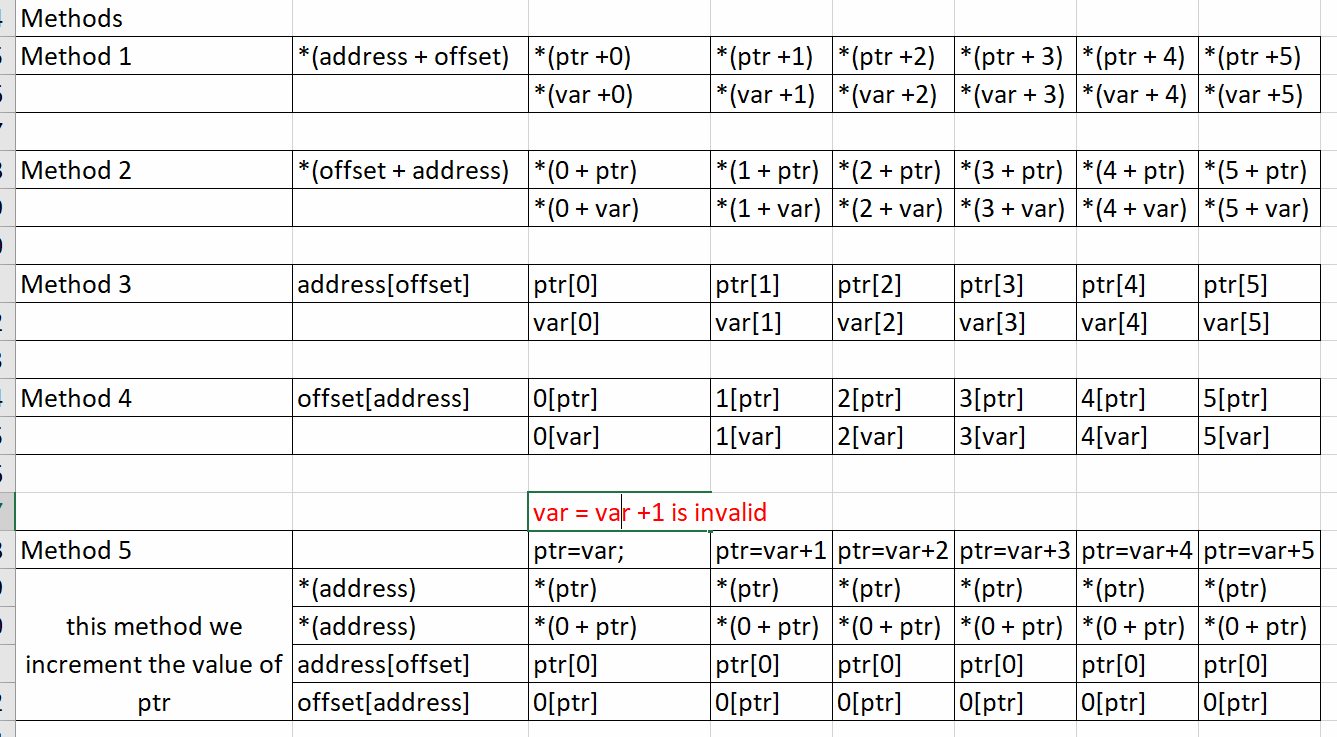 Methods
Method 1 *(address + offset) *(ptr +0) *(ptr +1) *(ptr +2) *(ptr + 3) *(ptr + 4) *(ptr +5)
*(var +0) *(var +1) *(var +2) *(var + 3) *(var + 4) *(var +5)
Method 2 *(offset + address) *(0 + ptr) *(1 + ptr) *(2 + ptr) *(3 + ptr) *(4 + ptr) *(5 + ptr)
*(0 + var) *(1 + var) *(2 + var) *(3 + var) *(4 + var) *(5 + var)
Method 3 address[offset] ptr[0] ptr[1] ptr[2] ptr[3] ptr[4] ptr[5]
var[0] var[1] var[2] var[3] var[4] var[5]
Method 4 offset[address] 0[ptr] 1[ptr] 2[ptr] 3[ptr] 4[ptr] 5[ptr]
0[var] 1[var] 2[var] 3[var] 4[var] 5[var]
var = var +1 is invalid
Method 5 ptr=var; ptr=var+1 ptr=var+2 ptr=var+3 ptr=var+4 ptr=var+5
*(address) *(ptr) *(ptr) *(ptr) *(ptr) *(ptr) *(ptr)
this method we *(address) *(0 + ptr) *(0 + ptr) *(0 + ptr) *(0 + ptr) *(0 + ptr) *(0 + ptr)
increment the value of address[offset] ptr[0] ptr[0] ptr[0] ptr[0] ptr[0] ptr[0]
ptr offset[address] 0[ptr] 0[ptr] 0[ptr] 0[ptr] 0[ptr] 0[ptr]